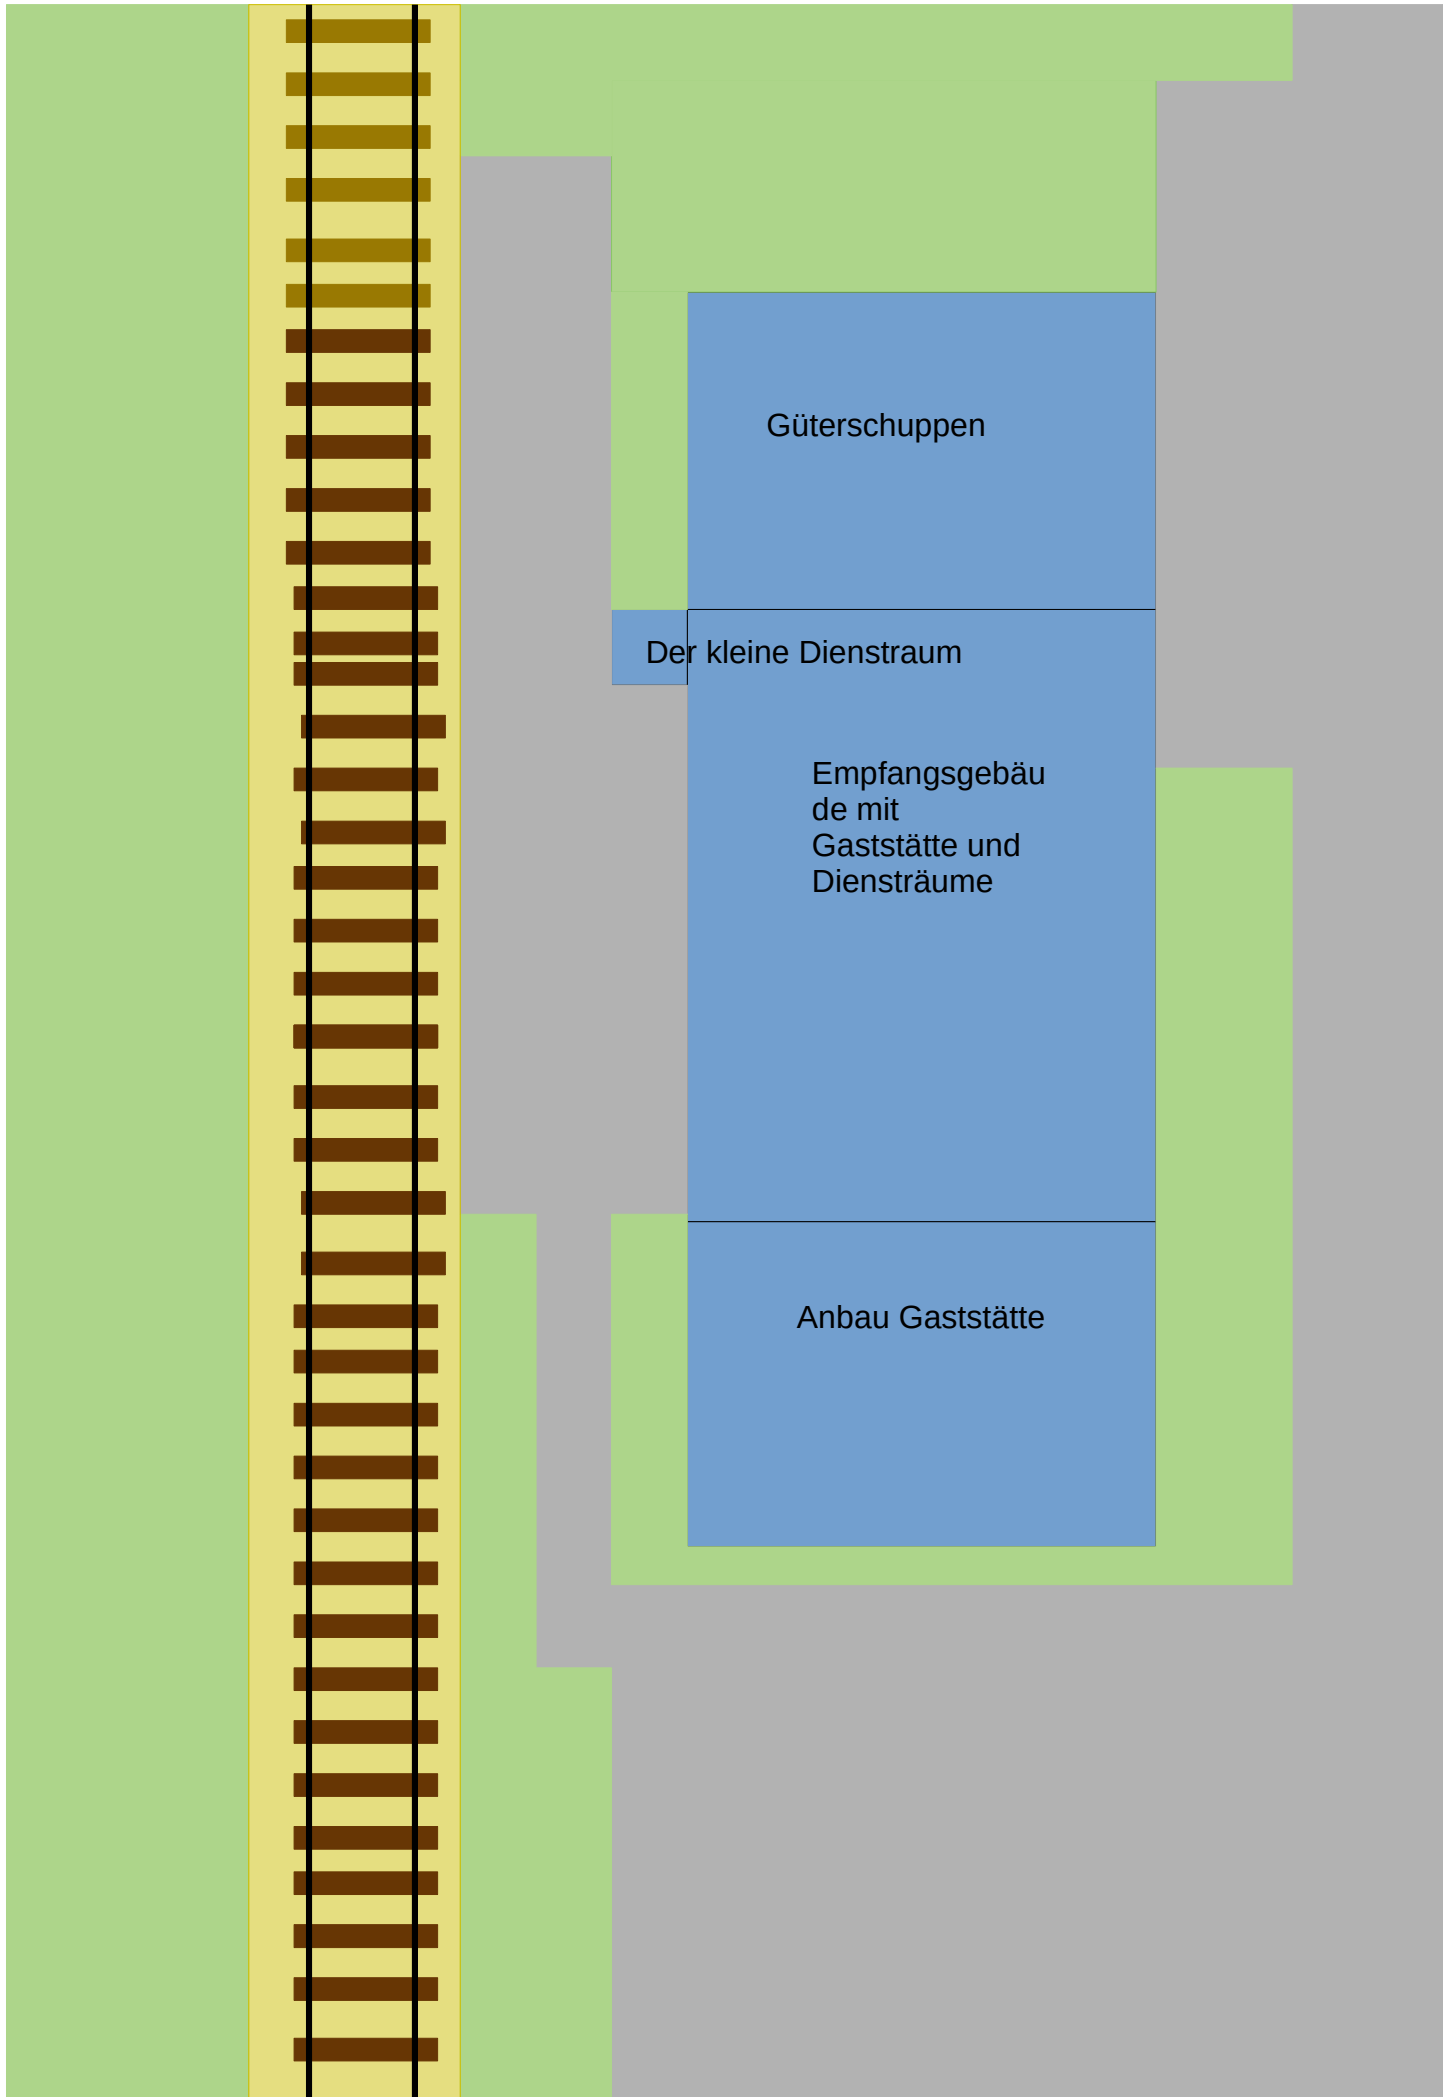 Güterschuppen
Der kleine Dienstraum
Empfangsgebäu
de mit
Gaststätte und
Diensträume
Anbau Gaststätte